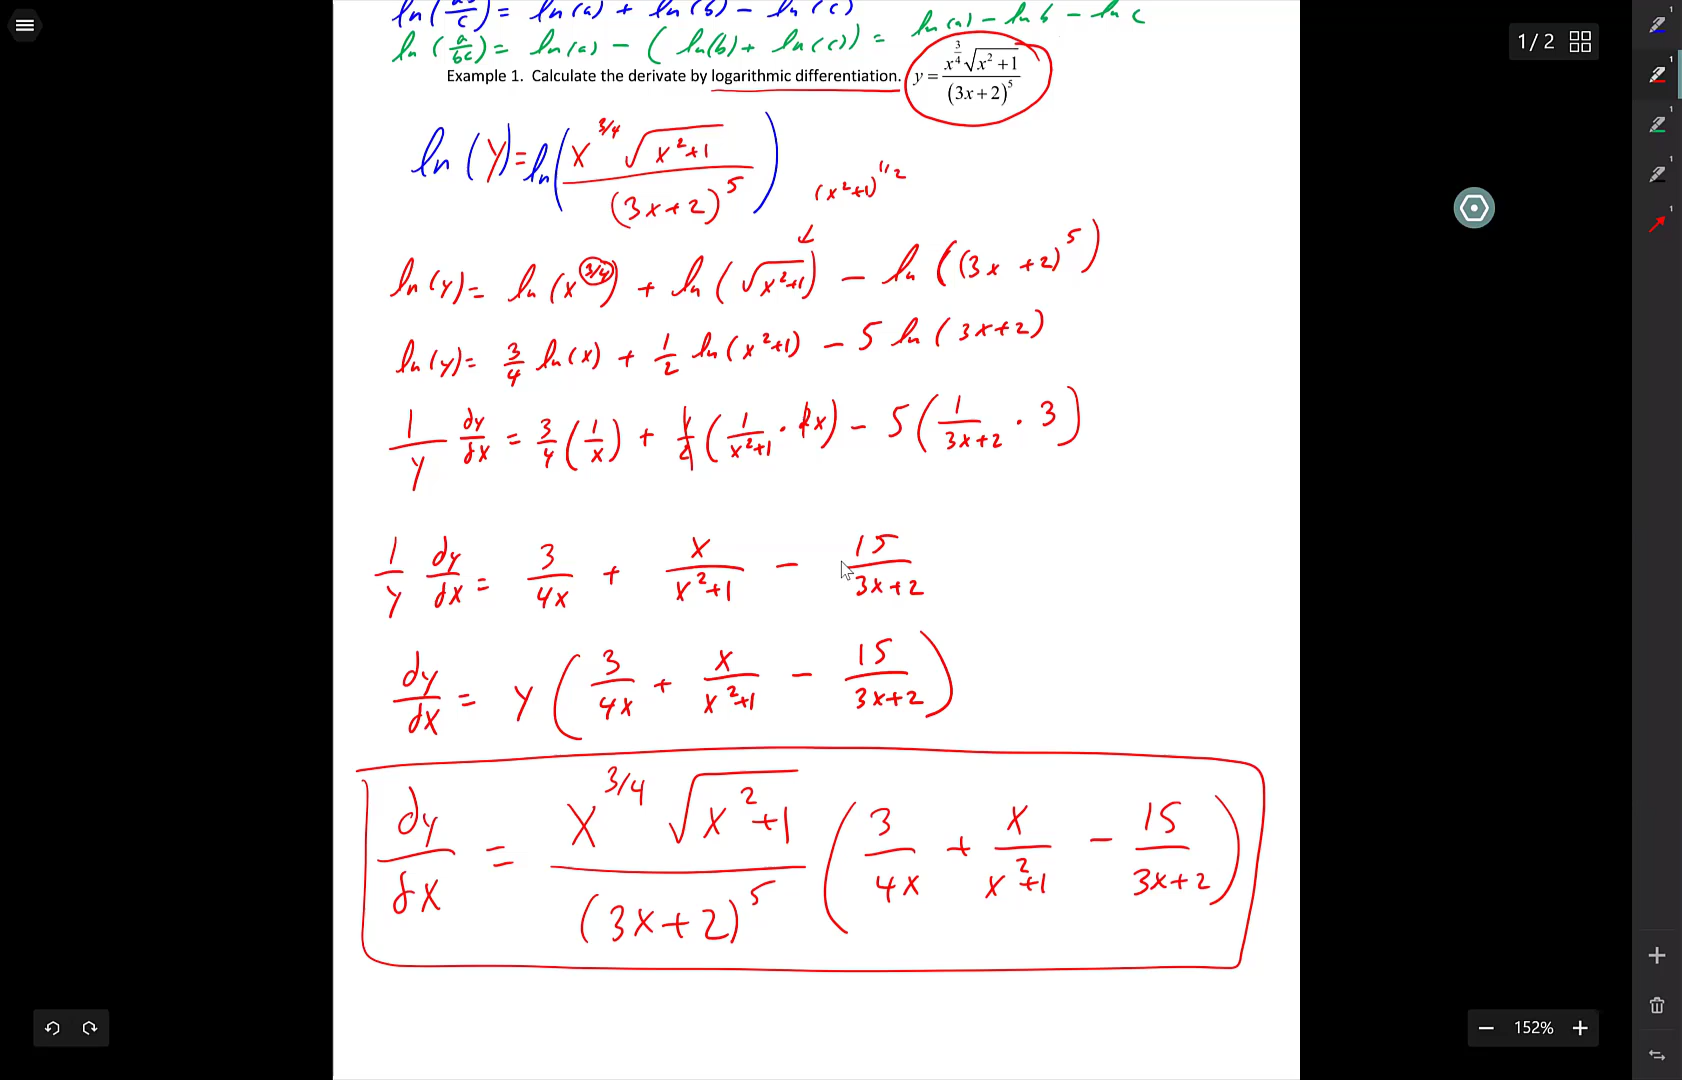 ln(ab/c) = ln(a) + ln(b) - ln(c)
ln(a/bc) = ln(a) - (ln(b) + ln(c)) = ln(a) - ln b - ln c
Example 1. Calculate the derivate by logarithmic differentiation. y = x^(3/4)√(x²+1) / (3x+2)^5
1/2
ln(y) = ln(x^(3/4) √(x²+1) / (3x+2)^5)
(x²+1)^1/2
↓
ln(y) = ln(x^(3/4)) + ln(√(x²+1)) - ln((3x+2)^5)
ln(y) = 3/4 ln(x) + 1/2 ln(x²+1) - 5 ln(3x+2)
1/y dy/dx = 3/4 (1/x) + 1/2 (1/(x²+1) · 2x) - 5(1/(3x+2) · 3)
1/y dy/dx = 3/(4x) + x/(x²+1) - 15/(3x+2)
dy/dx = y (3/(4x) + x/(x²+1) - 15/(3x+2))
dy/dx = x^(3/4) √(x²+1) / (3x+2)^5 (3/(4x) + x/(x²+1) - 15/(3x+2))
152%